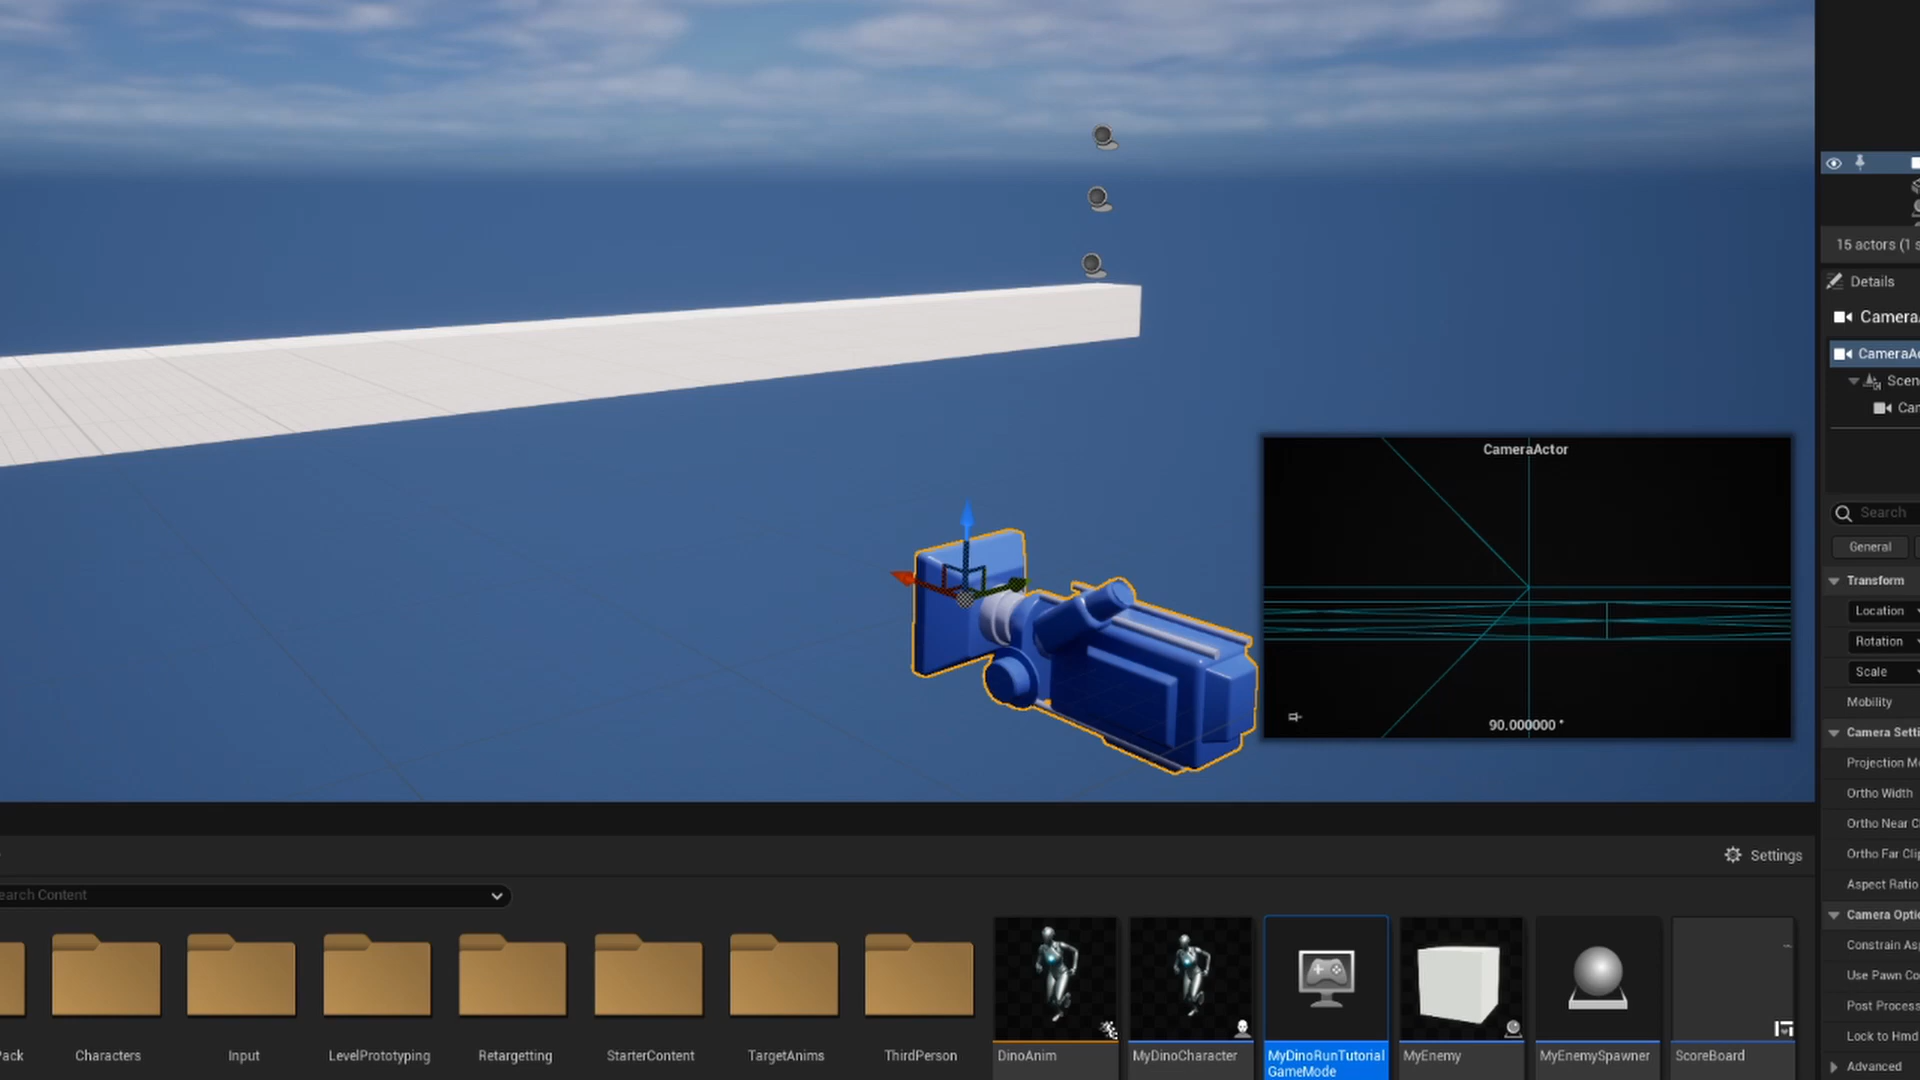 15 actors (1 s
Details
Camera
CameraAc
Scen
Car
CameraActor
Search
General
Transform
Location
Rotation
Scale
Mobility
90.000000 °
Camera Setti
Projection M
Ortho Width
Ortho Near C
Ortho Far Clip
Settings
Aspect Ratio
earch Content
Camera Optio
Constrain As
Use Pawn Co
Post Process
Lock to Hmd
Advanced
Pack
Characters
Input
LevelPrototyping
Retargetting
StarterContent
TargetAnims
ThirdPerson
DinoAnim
MyDinoCharacter
MyDinoRunTutorial
GameMode
MyEnemy
MyEnemySpawner
ScoreBoard